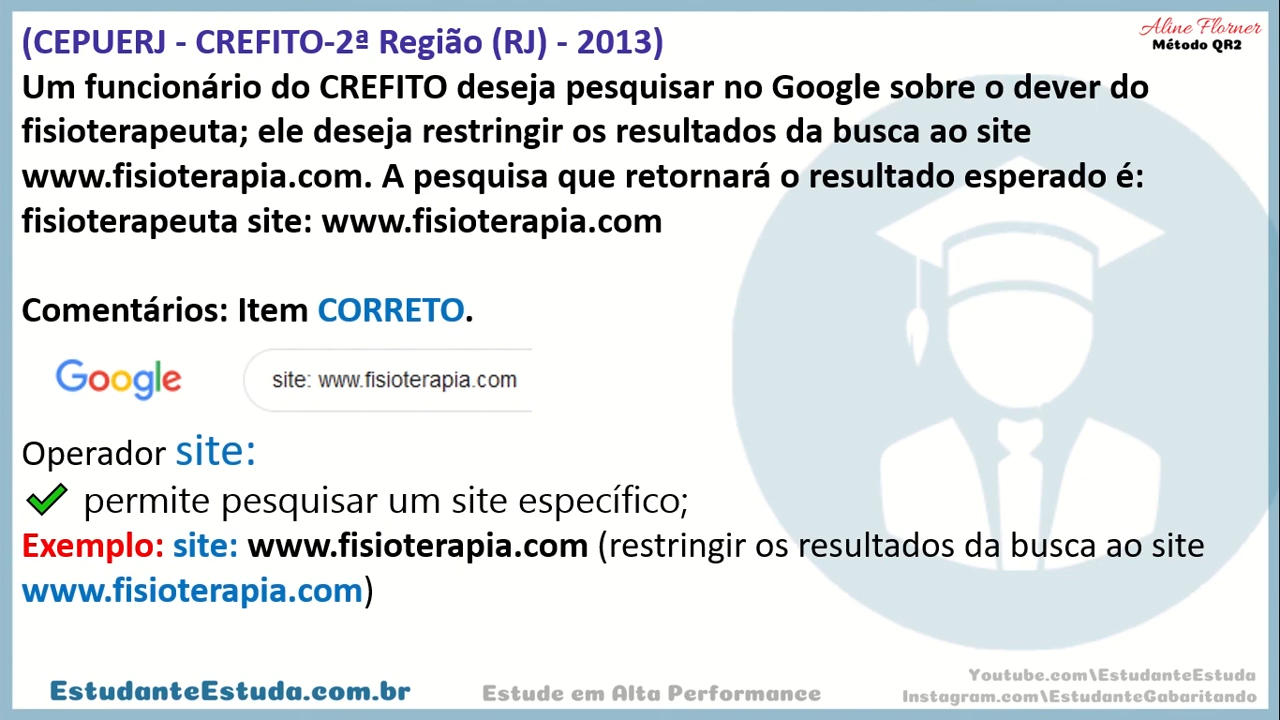 Aline Florner
Método QR2
(CEPUERJ - CREFITO-2ª Região (RJ) - 2013)
Um funcionário do CREFITO deseja pesquisar no Google sobre o dever do
fisioterapeuta; ele deseja restringir os resultados da busca ao site
www.fisioterapia.com. A pesquisa que retornará o resultado esperado é:
fisioterapeuta site: www.fisioterapia.com
Comentários: Item CORRETO.
Google
site: www.fisioterapia.com
Operador site:
permite pesquisar um site específico;
Exemplo: site: www.fisioterapia.com (restringir os resultados da busca ao site
www.fisioterapia.com)
EstudanteEstuda.com.br
Estude em Alta Performance
Youtube.com\EstudanteEstuda
Instagram.com\EstudanteGabaritando